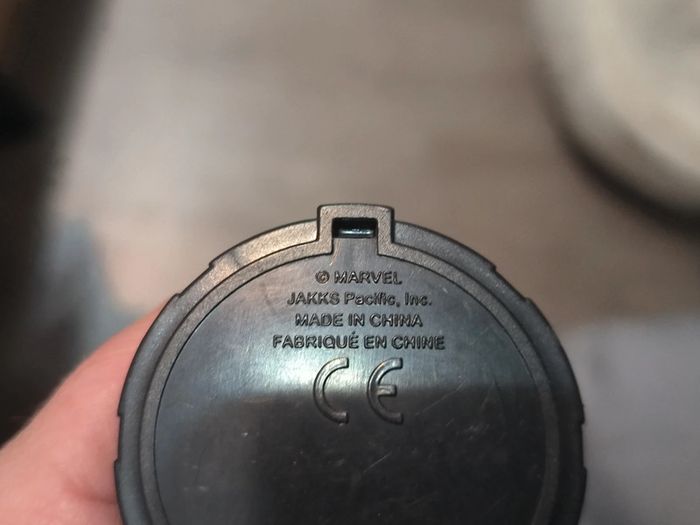 © MARVEL
JAKKS Pacific, Inc.
MADE IN CHINA
FABRIQUÉ EN CHINE
CE